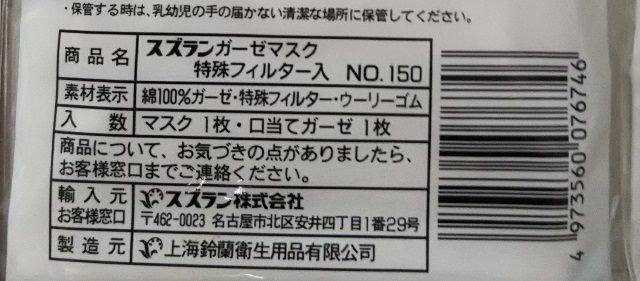 ・保管する時は、乳幼児の手の届かない清潔な場所に保管してください。
商品名 スズランガーゼマスク
特殊フィルター入 NO.150
素材表示 綿100%ガーゼ・特殊フィルター・ウーリーゴム
入数 マスク1枚・口当てガーゼ1枚
商品について、お気づきの点がありましたら、
お客様窓口までご連絡ください。
輸入元 スズラン株式会社
お客様窓口 〒462-0023 名古屋市北区安井四丁目1番29号
製造元 上海鈴蘭衛生用品有限公司
4 973560 076746